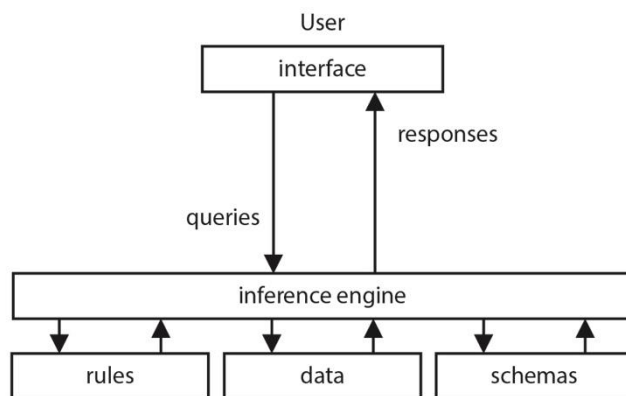 User
interface
responses
queries
inference engine
rules data schemas